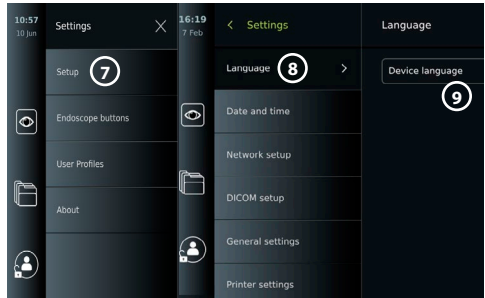 10:57
10 Jun
Settings
Setup
7
Endoscope buttons
User Profiles
About
16:19
7 Feb
Settings
Language
8
Date and time
Network setup
DICOM setup
General settings
Printer settings
Language
Device language
9